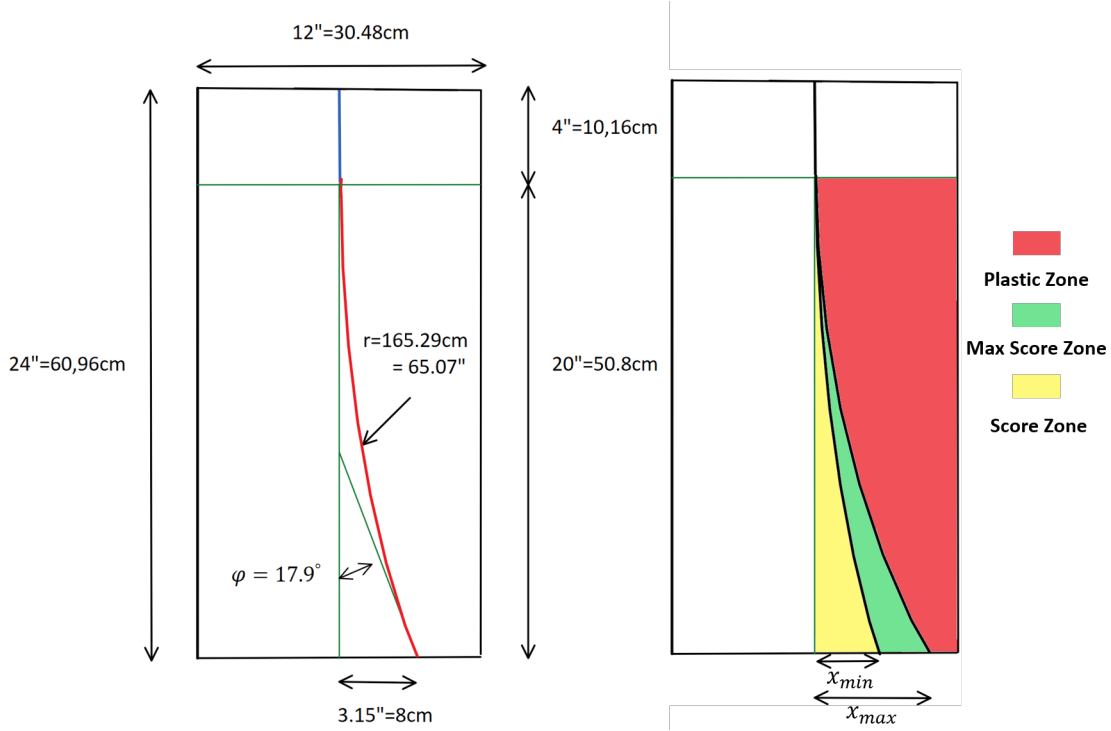 12"=30.48cm
4"=10,16cm
24"=60,96cm
r=165.29cm
= 65.07"
20"=50.8cm
φ = 17.9°
3.15"=8cm
Plastic Zone
Max Score Zone
Score Zone
x_min
x_max